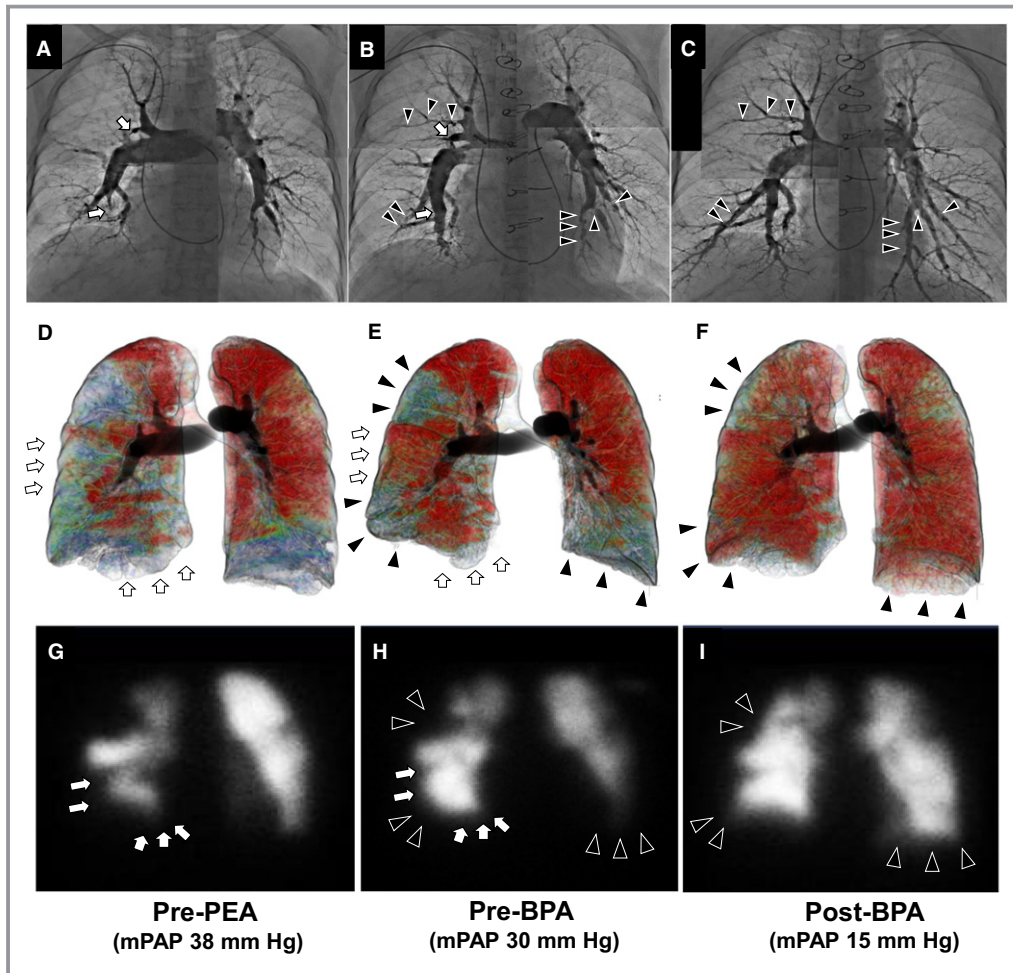 A
B
C
D
E
F
G
H
I
Pre-PEA
(mPAP 38 mm Hg)
Pre-BPA
(mPAP 30 mm Hg)
Post-BPA
(mPAP 15 mm Hg)